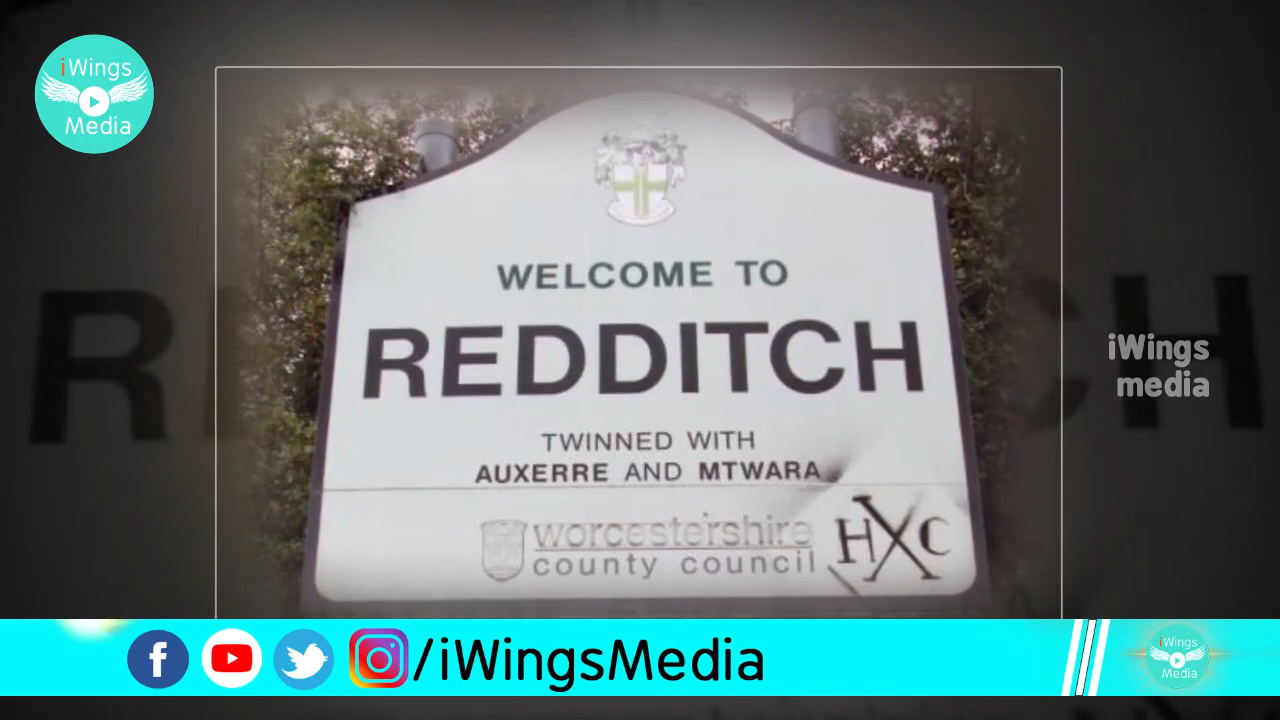 iWings
Media
WELCOME TO
REDDITCH
TWINNED WITH
AUXERRE AND MTWARA
worcestershire
county council
HXC
iWings
media
/iWingsMedia
iWings
Media